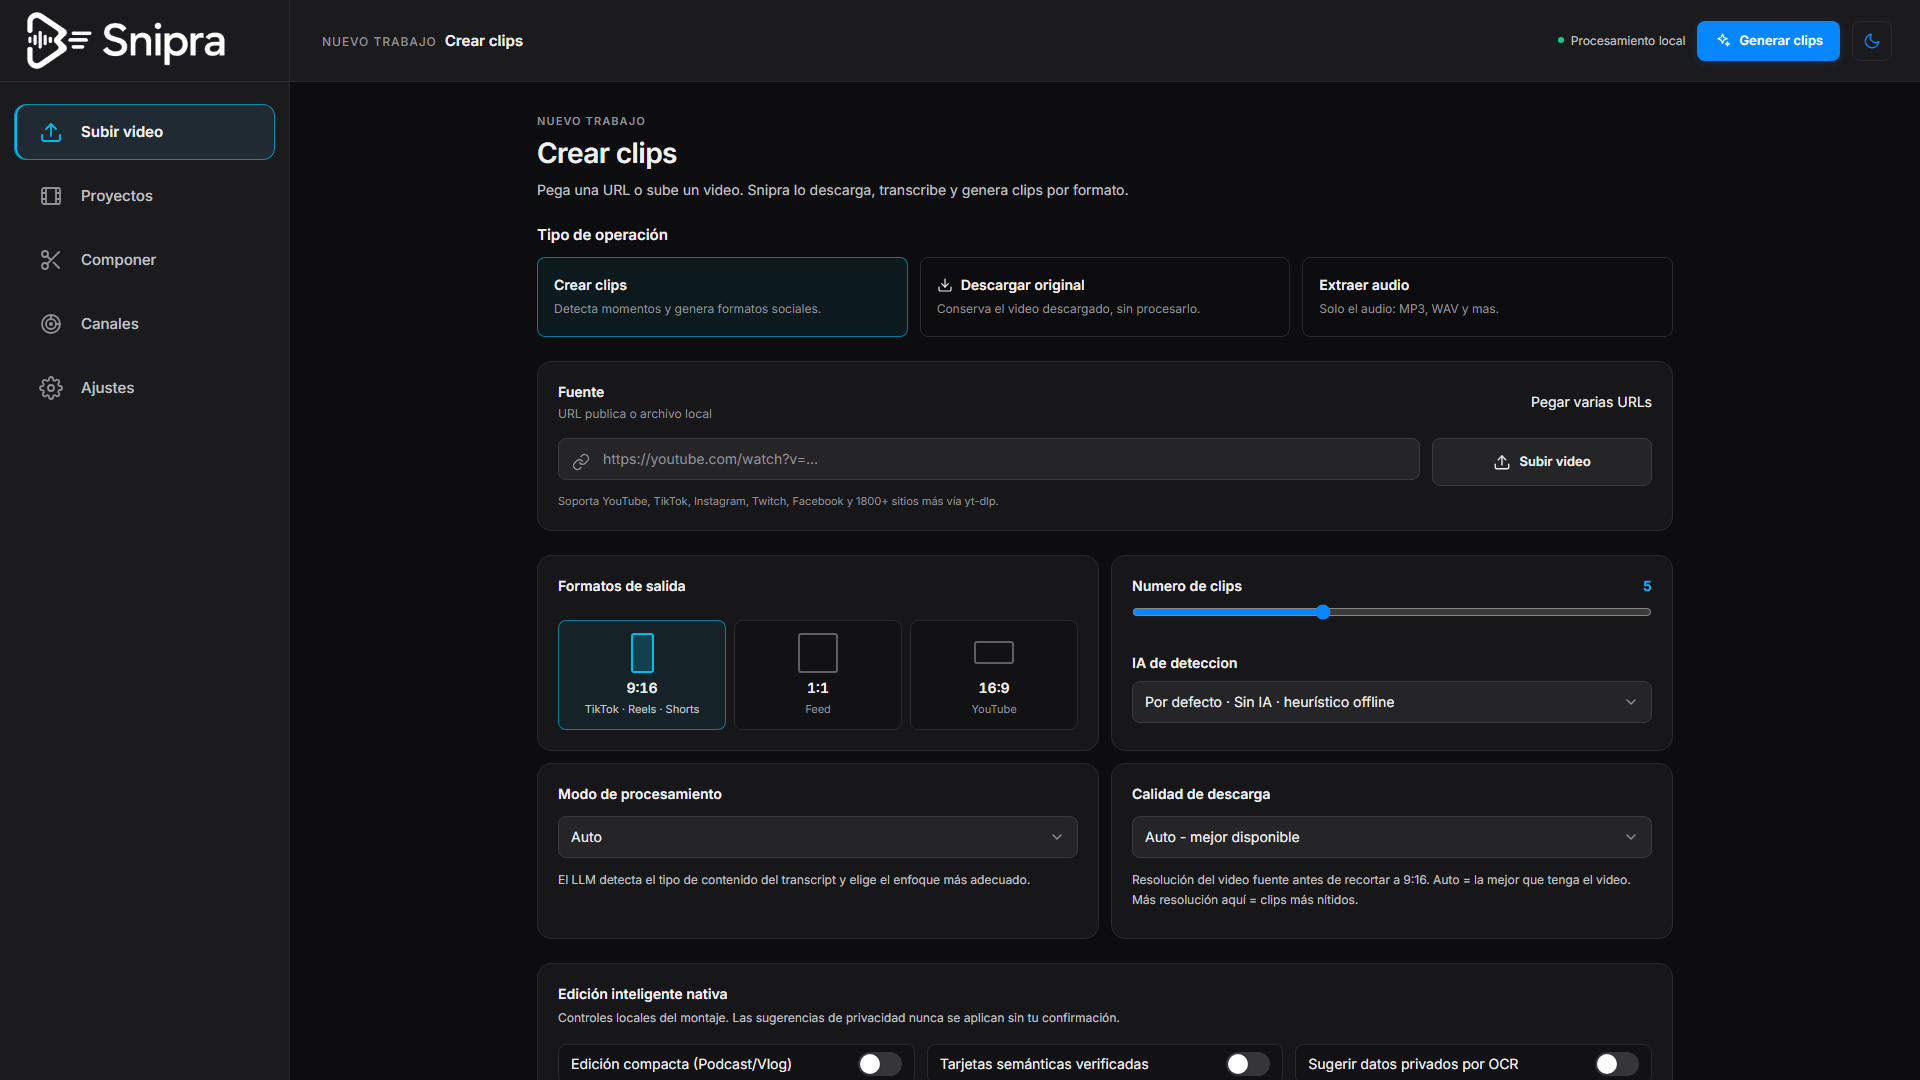 Snipra
NUEVO TRABAJO Crear clips
Procesamiento local
Generar clips
Subir video
Proyectos
Componer
Canales
Ajustes
NUEVO TRABAJO
Crear clips
Pega una URL o sube un video. Snipra lo descarga, transcribe y genera clips por formato.
Tipo de operación
Crear clips
Detecta momentos y genera formatos sociales.
Descargar original
Conserva el video descargado, sin procesarlo.
Extraer audio
Solo el audio: MP3, WAV y mas.
Fuente
URL publica o archivo local
Pegar varias URLs
https://youtube.com/watch?v=...
Subir video
Soporta YouTube, TikTok, Instagram, Twitch, Facebook y 1800+ sitios más vía yt-dlp.
Formatos de salida
9:16
TikTok · Reels · Shorts
1:1
Feed
16:9
YouTube
Numero de clips
5
IA de deteccion
Por defecto · Sin IA · heurístico offline
Modo de procesamiento
Auto
El LLM detecta el tipo de contenido del transcript y elige el enfoque más adecuado.
Calidad de descarga
Auto - mejor disponible
Resolución del video fuente antes de recortar a 9:16. Auto = la mejor que tenga el video.
Más resolución aquí = clips más nítidos.
Edición inteligente nativa
Controles locales del montaje. Las sugerencias de privacidad nunca se aplican sin tu confirmación.
Edición compacta (Podcast/Vlog)
Tarjetas semánticas verificadas
Sugerir datos privados por OCR